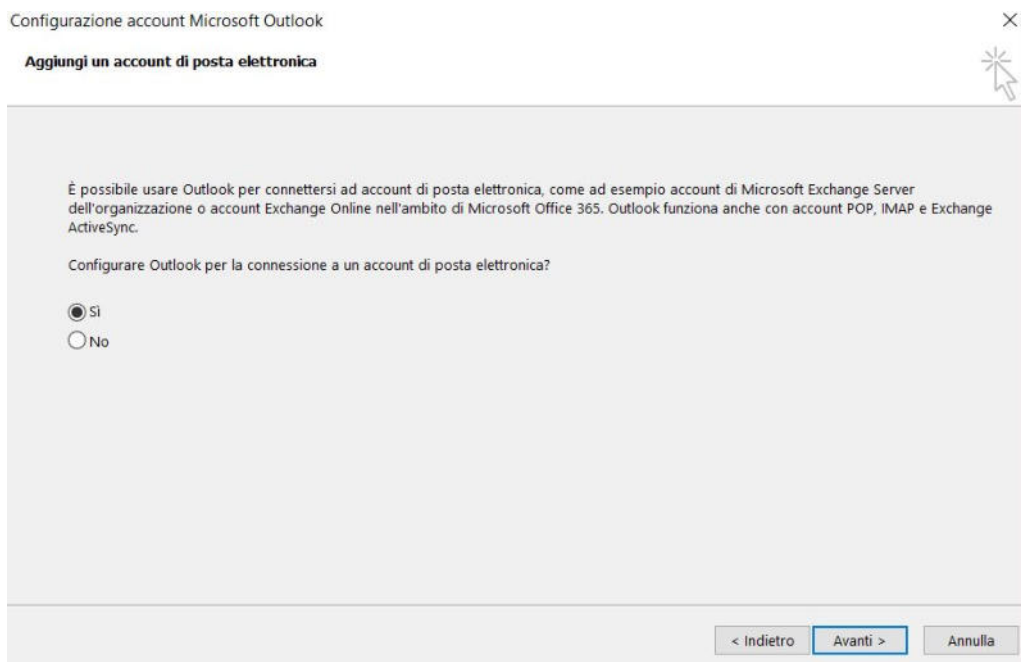 Configurazione account Microsoft Outlook
Aggiungi un account di posta elettronica
È possibile usare Outlook per connettersi ad account di posta elettronica, come ad esempio account di Microsoft Exchange Server
dell'organizzazione o account Exchange Online nell'ambito di Microsoft Office 365. Outlook funziona anche con account POP, IMAP e Exchange
ActiveSync.
Configurare Outlook per la connessione a un account di posta elettronica?
Sì
No
< Indietro Avanti > Annulla